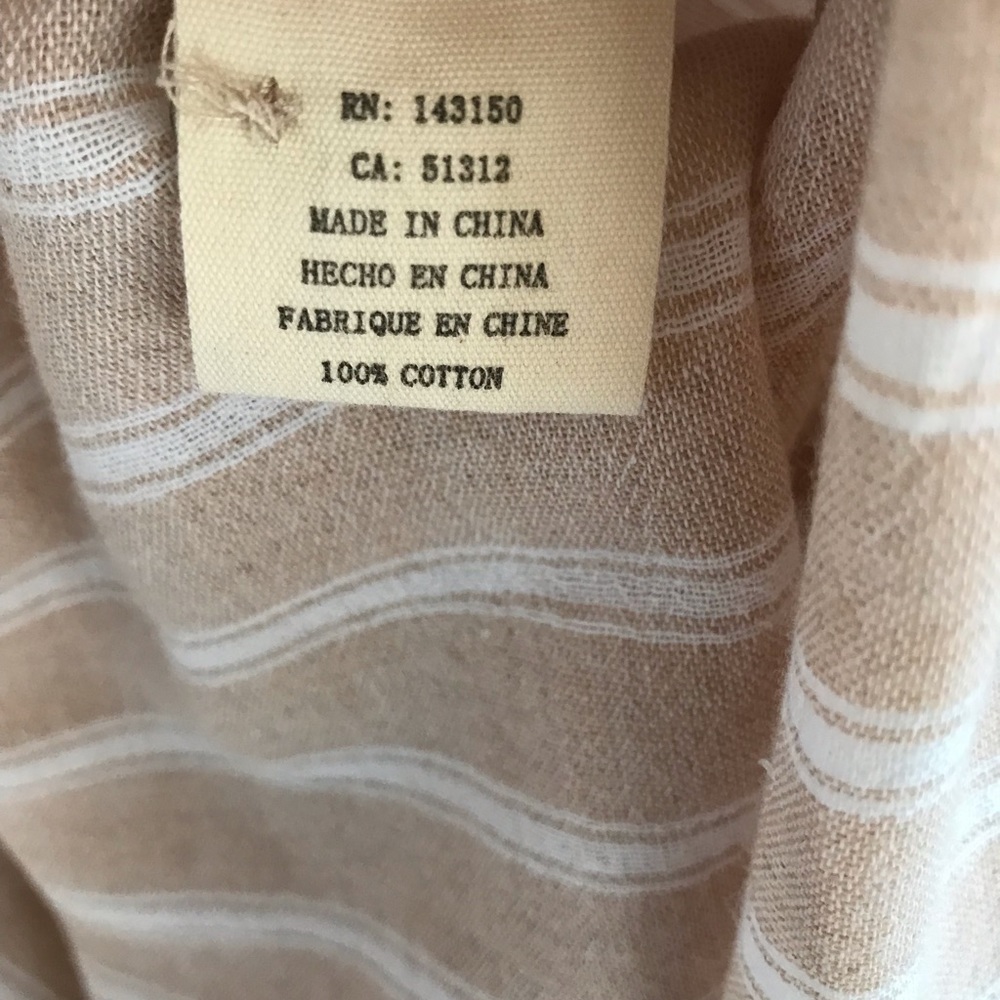 RN: 143150
CA: 51312
MADE IN CHINA
HECHO EN CHINA
FABRIQUE EN CHINE
100% COTTON